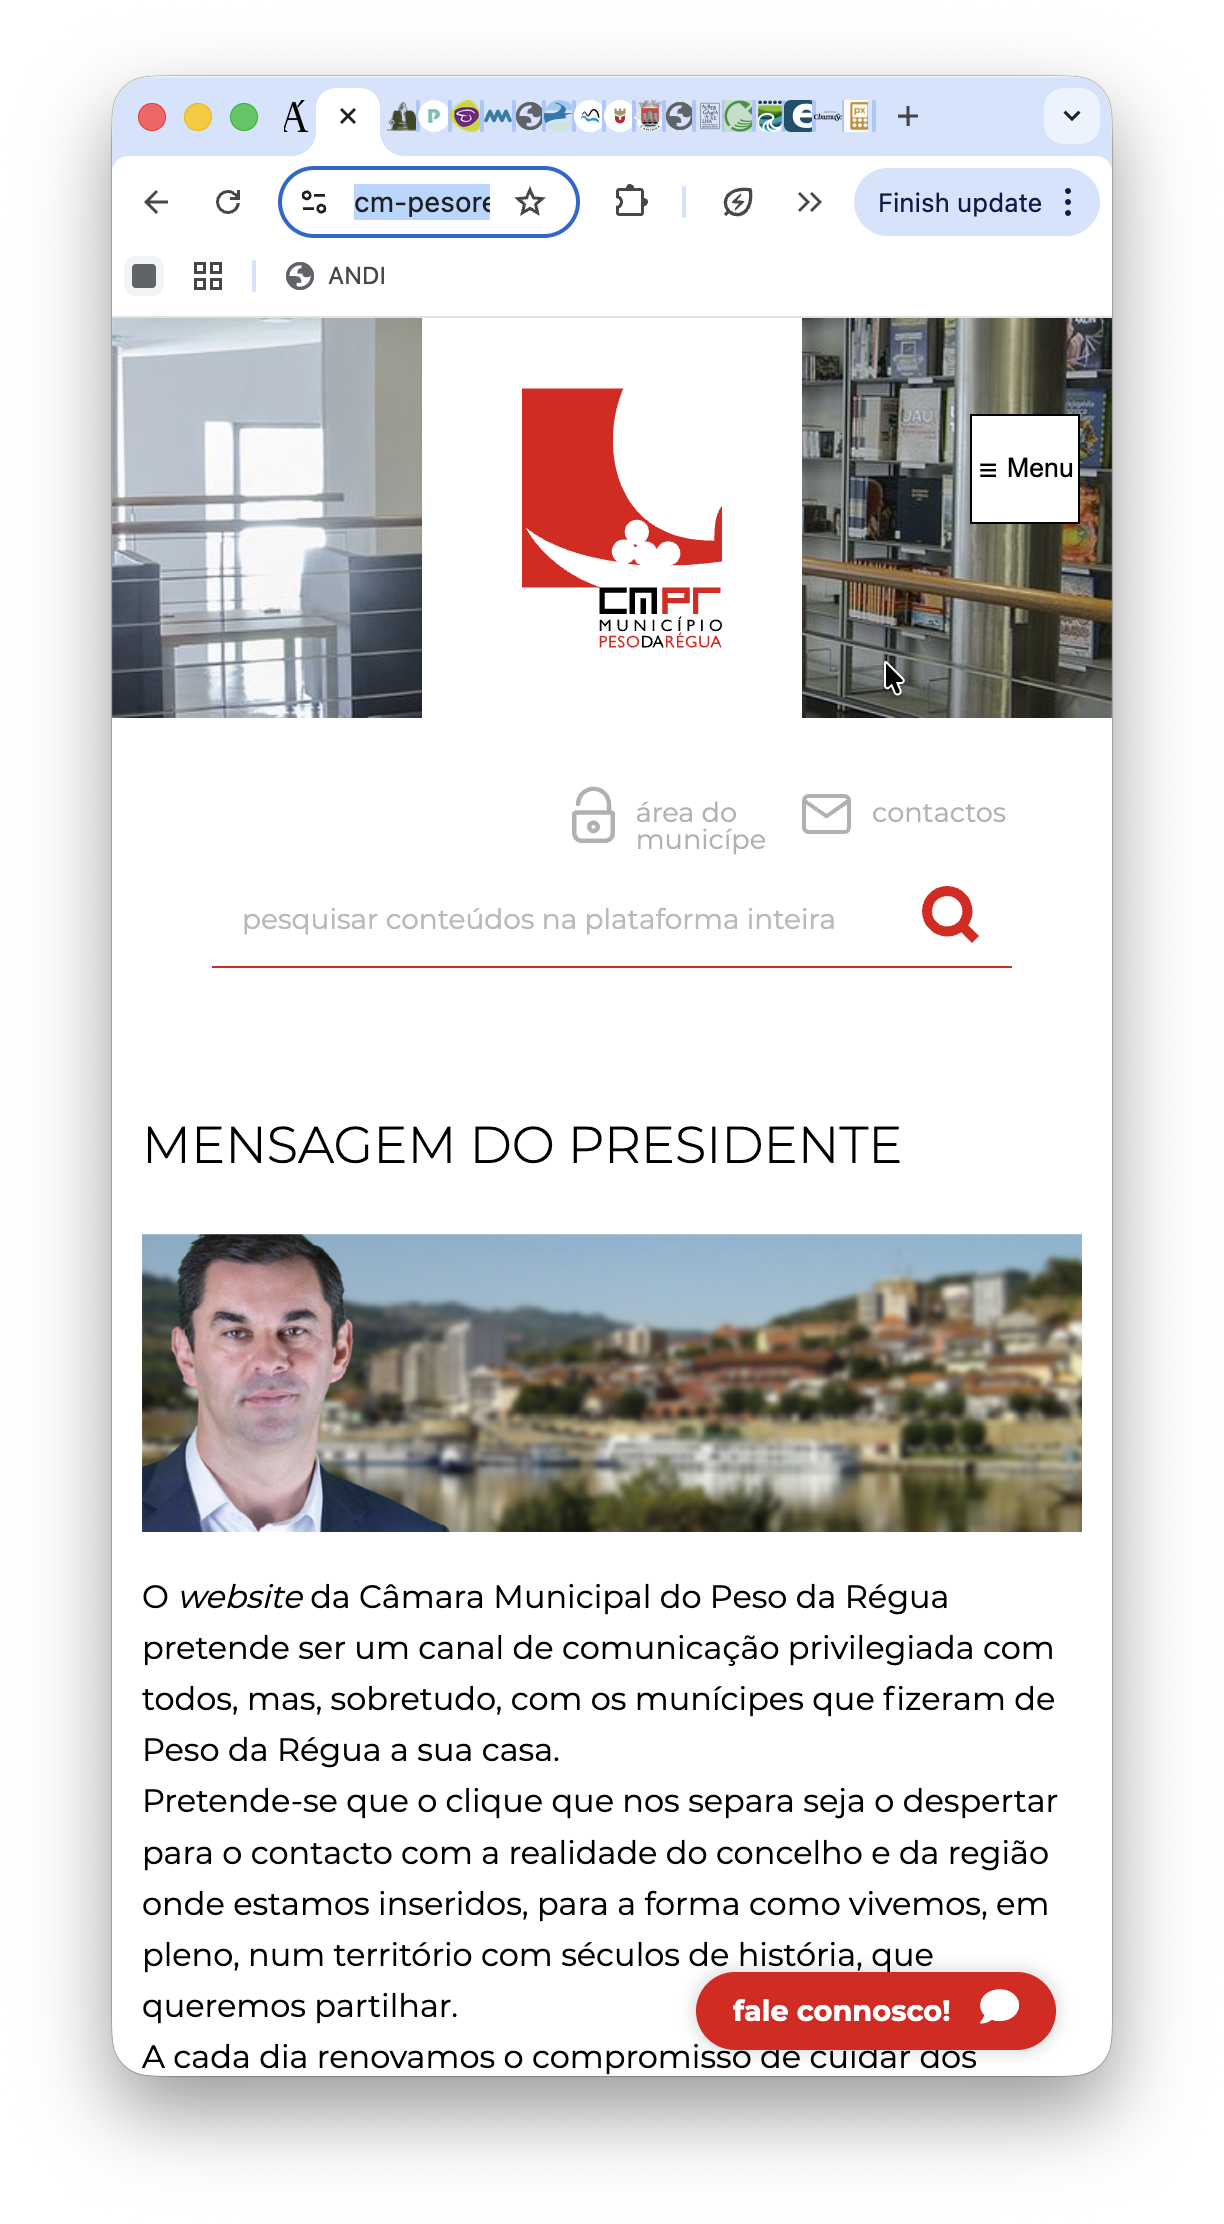 cm-pesore
Finish update
ANDI
UAU!
≡ Menu
CMPR
MUNICÍPIO
PESODARÉGUA
área do
municípe
contactos
pesquisar conteúdos na plataforma inteira
MENSAGEM DO PRESIDENTE
O website da Câmara Municipal do Peso da Régua
pretende ser um canal de comunicação privilegiada com
todos, mas, sobretudo, com os munícipes que fizeram de
Peso da Régua a sua casa.
Pretende-se que o clique que nos separa seja o despertar
para o contacto com a realidade do concelho e da região
onde estamos inseridos, para a forma como vivemos, em
pleno, num território com séculos de história, que
queremos partilhar.
fale connosco!
A cada dia renovamos o compromisso de cuidar dos